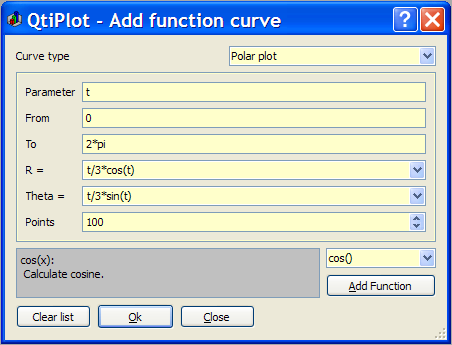 QtiPlot - Add function curve
Curve type Polar plot
Parameter t
From 0
To 2*pi
R = t/3*cos(t)
Theta = t/3*sin(t)
Points 100
cos(x): cos()
Calculate cosine.
Add Function
Clear list Ok Close